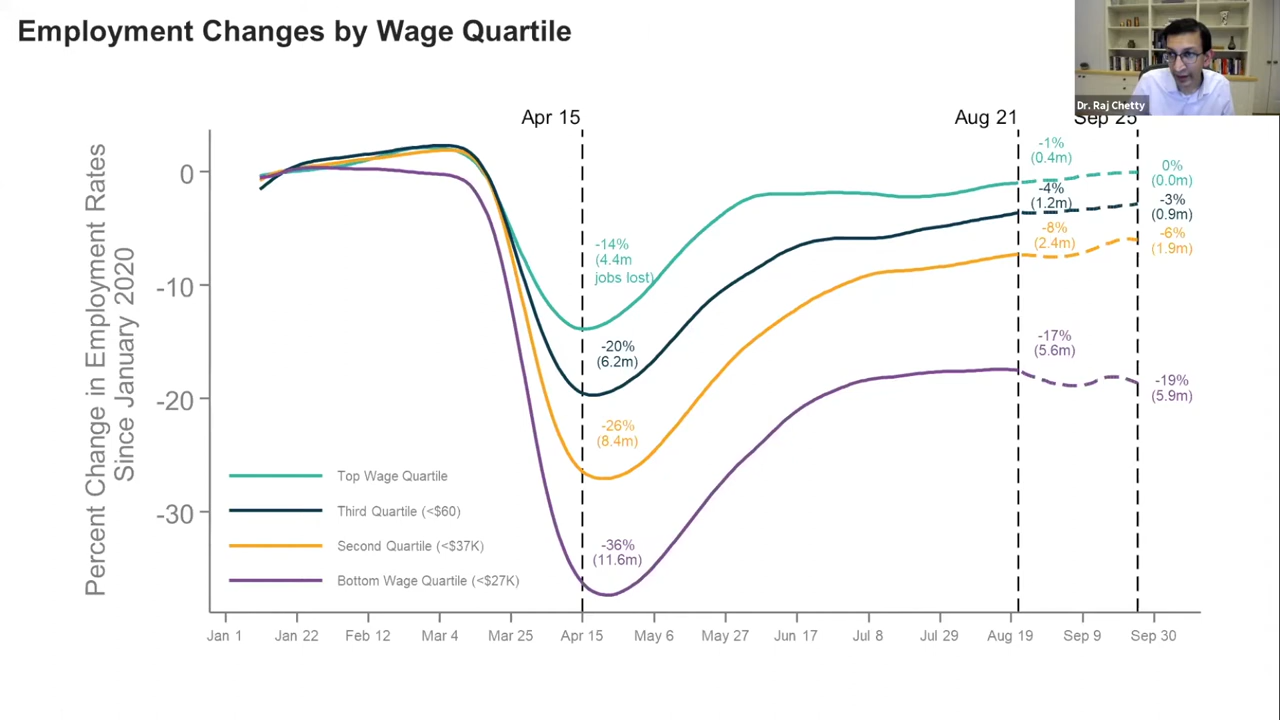 Employment Changes by Wage Quartile
Dr. Raj Chetty
Apr 15
Aug 21
Sep 25
Percent Change in Employment Rates
Since January 2020
0
-10
-20
-30
-14%
(4.4m
jobs lost)
-20%
(6.2m)
-26%
(8.4m)
-36%
(11.6m)
-1%
(0.4m)
-4%
(1.2m)
-8%
(2.4m)
-17%
(5.6m)
0%
(0.0m)
-3%
(0.9m)
-6%
(1.9m)
-19%
(5.9m)
Top Wage Quartile
Third Quartile (<$60)
Second Quartile (<$37K)
Bottom Wage Quartile (<$27K)
Jan 1 Jan 22 Feb 12 Mar 4 Mar 25 Apr 15 May 6 May 27 Jun 17 Jul 8 Jul 29 Aug 19 Sep 9 Sep 30